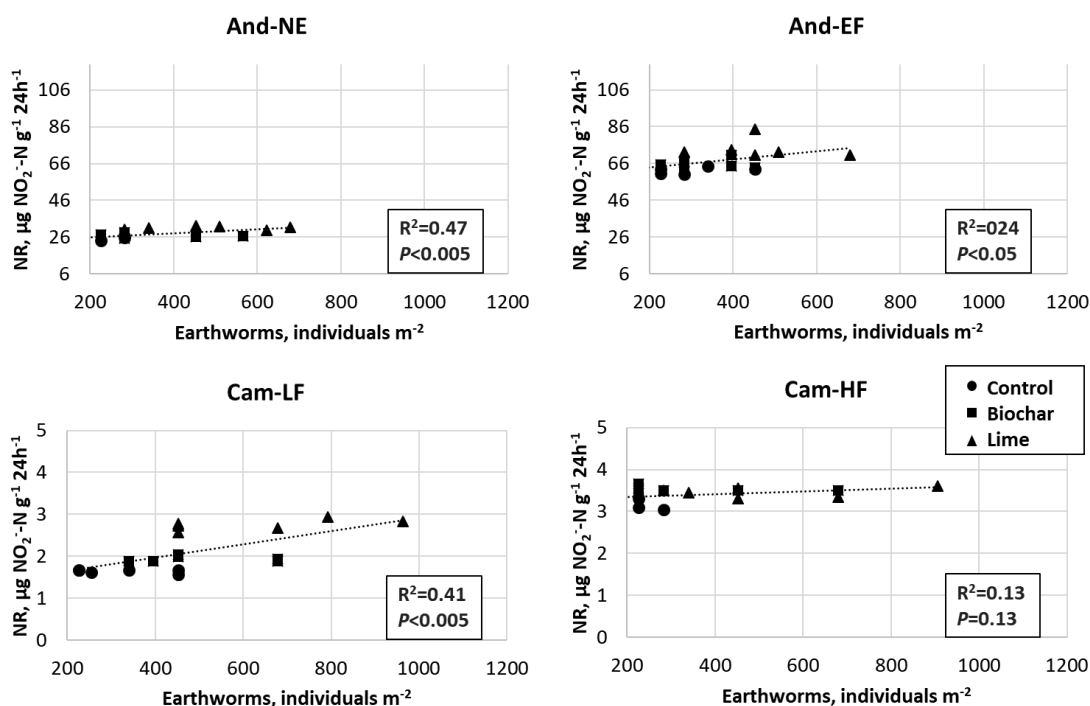 And-NE
NR, µg NO₂⁻-N g⁻¹ 24h⁻¹
106
86
66
46
26
6
R²=0.47
P<0.005
200 400 600 800 1000 1200
Earthworms, individuals m⁻²
And-EF
NR, µg NO₂⁻-N g⁻¹ 24h⁻¹
106
86
66
46
26
6
R²=024
P<0.05
200 400 600 800 1000 1200
Earthworms, individuals m⁻²
Cam-LF
NR, µg NO₂⁻-N g⁻¹ 24h⁻¹
5
4
3
2
1
0
R²=0.41
P<0.005
200 400 600 800 1000 1200
Earthworms, individuals m⁻²
Cam-HF
Control
Biochar
Lime
NR, µg NO₂⁻-N g⁻¹ 24h⁻¹
5
4
3
2
1
0
R²=0.13
P=0.13
200 400 600 800 1000 1200
Earthworms, individuals m⁻²